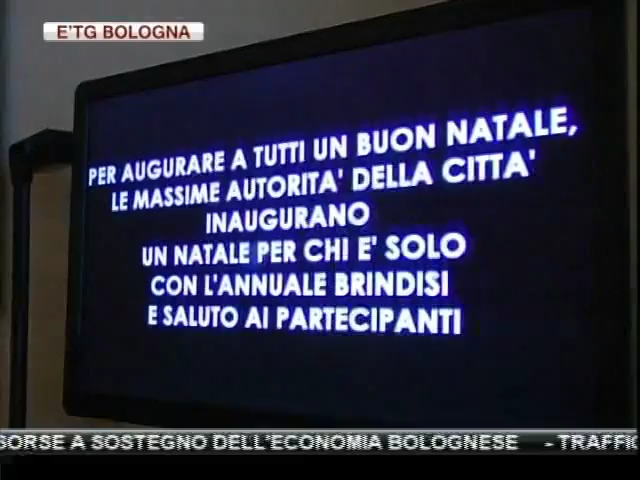 E'TG BOLOGNA
PER AUGURARE A TUTTI UN BUON NATALE,
LE MASSIME AUTORITA' DELLA CITTA'
INAUGURANO
UN NATALE PER CHI E' SOLO
CON L'ANNUALE BRINDISI
E SALUTO AI PARTECIPANTI
SORSE A SOSTEGNO DELL'ECONOMIA BOLOGNESE - TRAFFIC